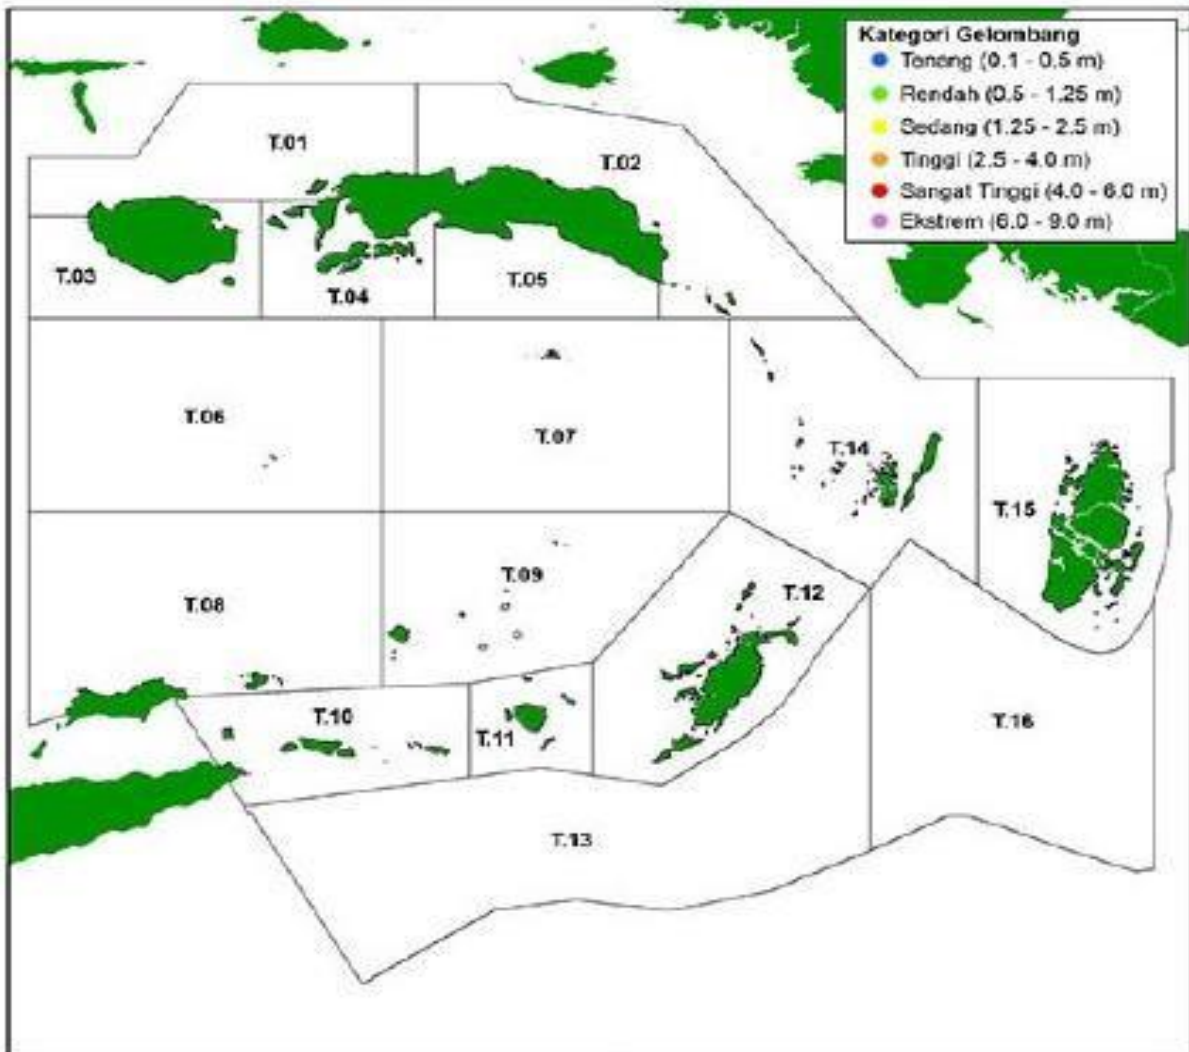 Kategori Gelombang
Tenang (0.1 - 0.5 m)
Rendah (0.5 - 1.25 m)
Sedang (1.25 - 2.5 m)
Tinggi (2.5 - 4.0 m)
Sangat Tinggi (4.0 - 6.0 m)
Ekstrem (6.0 - 9.0 m)
T.01
T.02
T.03
T.04
T.05
T.06
T.07
T.14
T.15
T.08
T.09
T.12
T.10
T.11
T.16
T.13